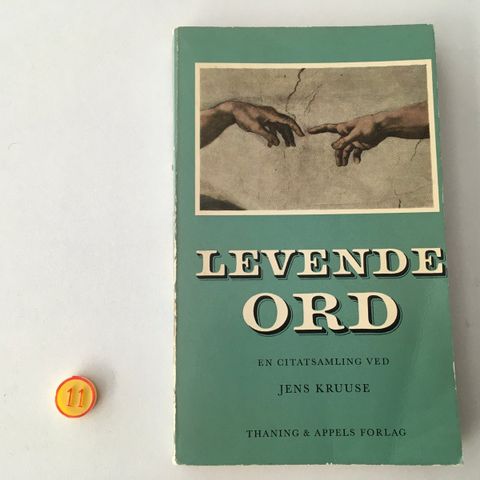 LEVENDE
ORD
EN CITATSAMLING VED
JENS KRUUSE
THANING & APPELS FORLAG
11